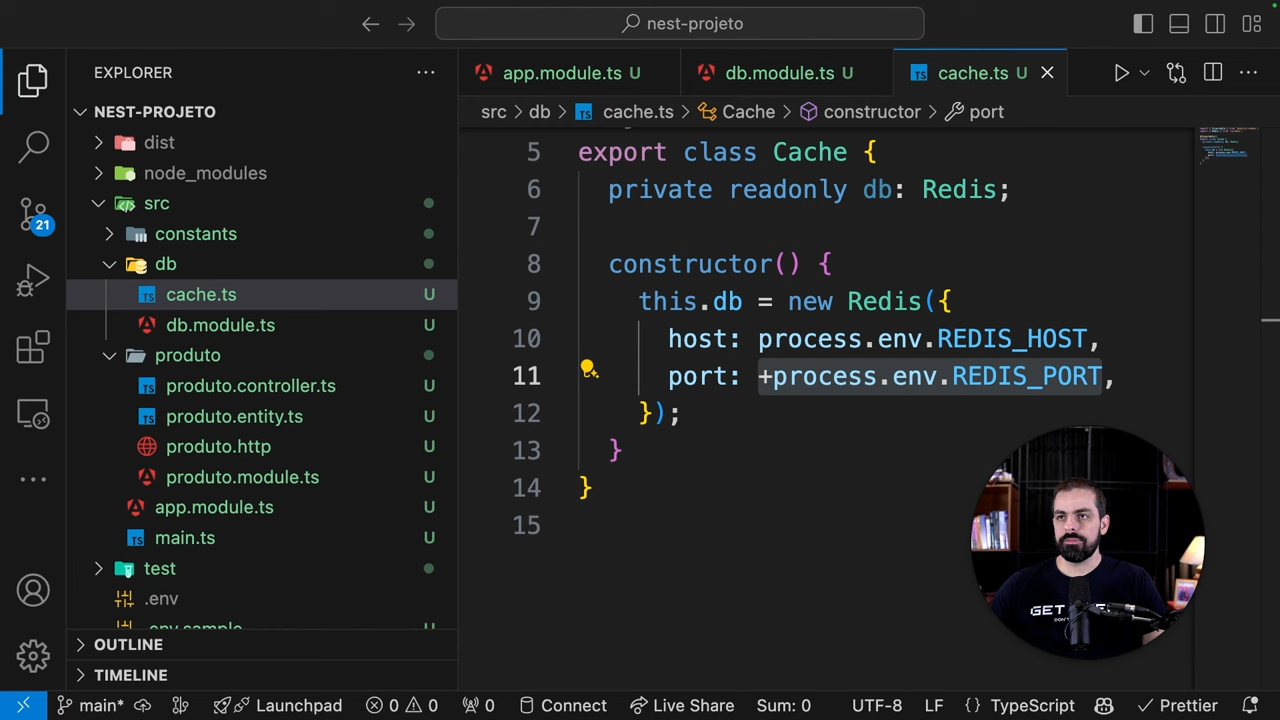 nest-projeto
EXPLORER
NEST-PROJETO
dist
node_modules
src
constants
db
cache.ts U
db.module.ts U
produto
produto.controller.ts U
produto.entity.ts U
produto.http U
produto.module.ts U
app.module.ts U
main.ts U
test
.env
.env.sample U
OUTLINE
TIMELINE
21
app.module.ts U
db.module.ts U
cache.ts U
src > db > cache.ts > Cache > constructor > port
5 export class Cache {
6 private readonly db: Redis;
7
8 constructor() {
9 this.db = new Redis({
10 host: process.env.REDIS_HOST,
11 port: +process.env.REDIS_PORT,
12 });
13 }
14 }
15
GET
main* Launchpad 0 0 0 Connect Live Share Sum: 0 UTF-8 LF {} TypeScript Prettier